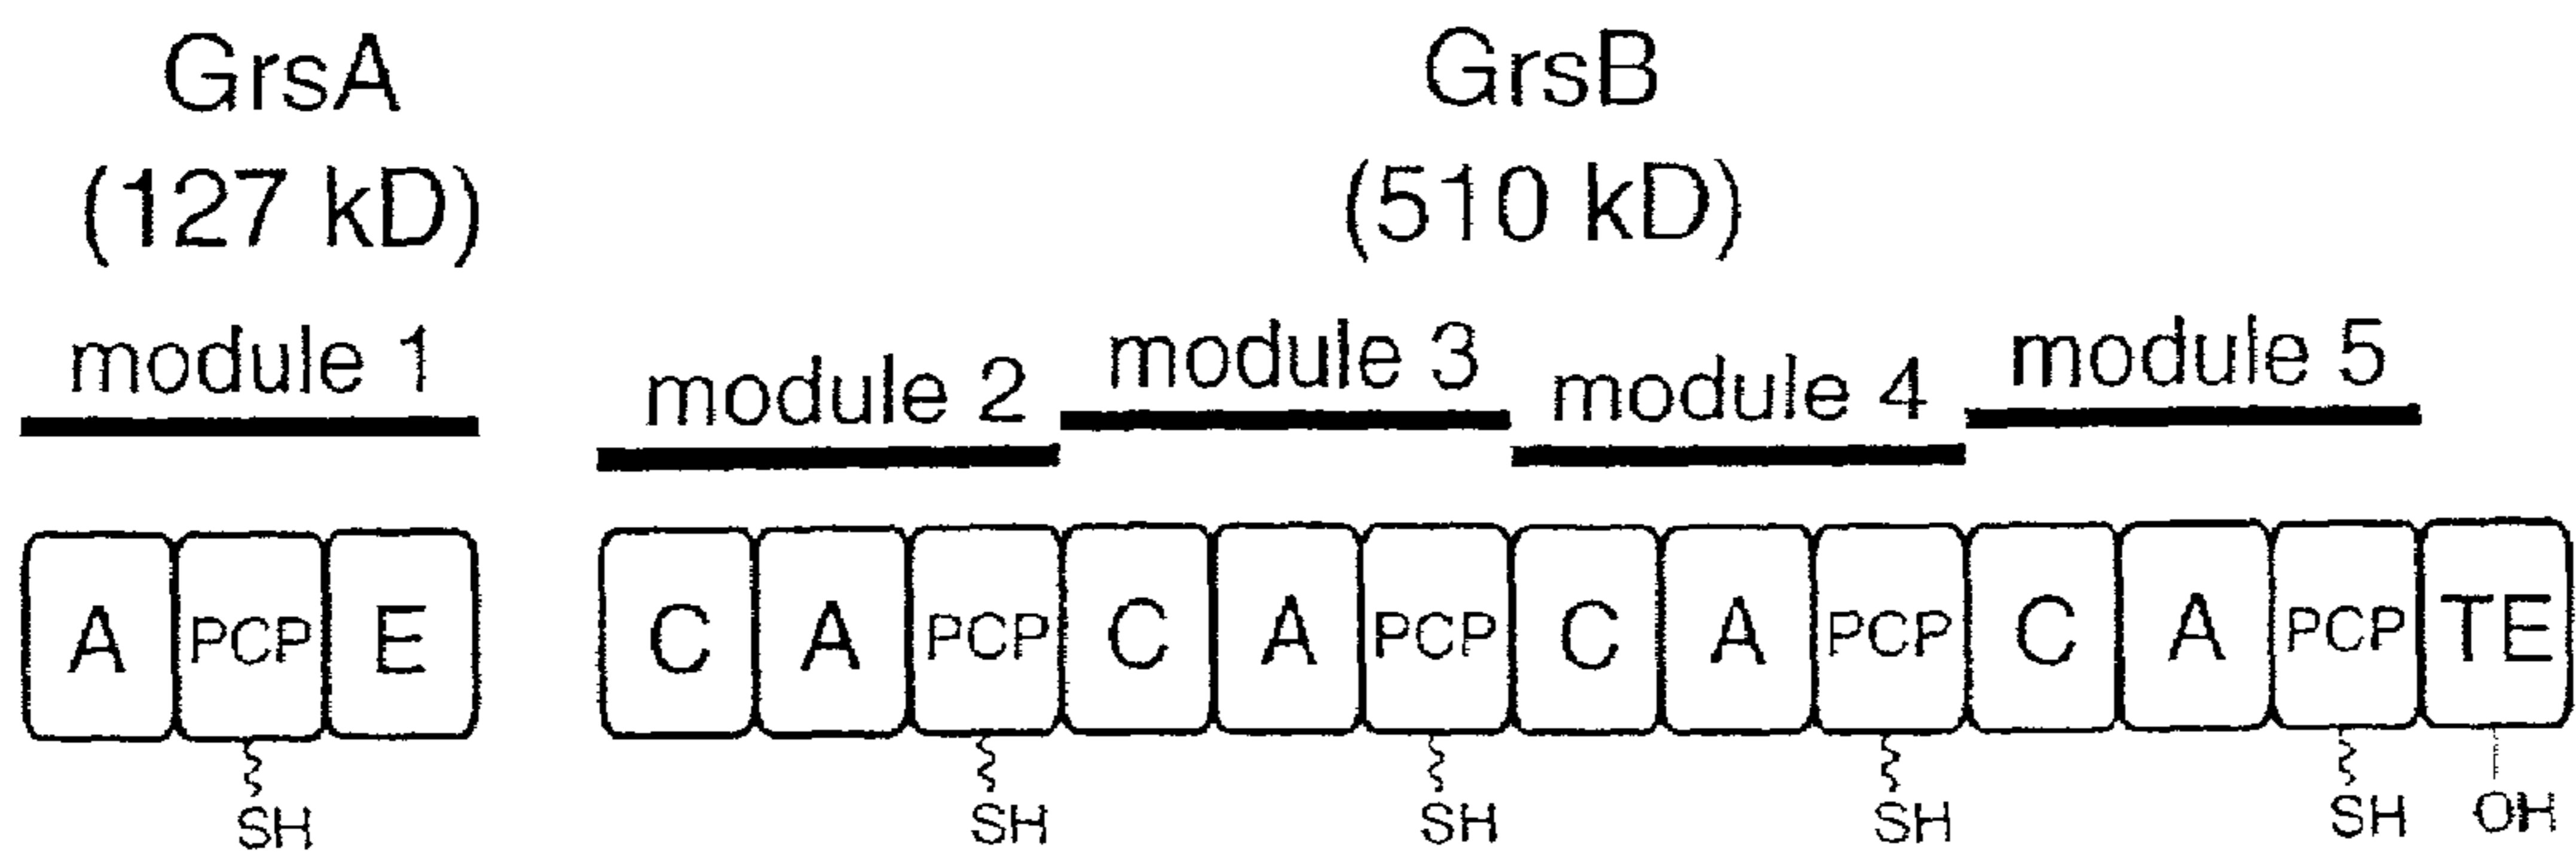 GrsA
(127 kD)
GrsB
(510 kD)
module 1
module 2
module 3
module 4
module 5
A PCP E
C A PCP C A PCP C A PCP C A PCP TE
SH
SH
SH
SH
SH
OH